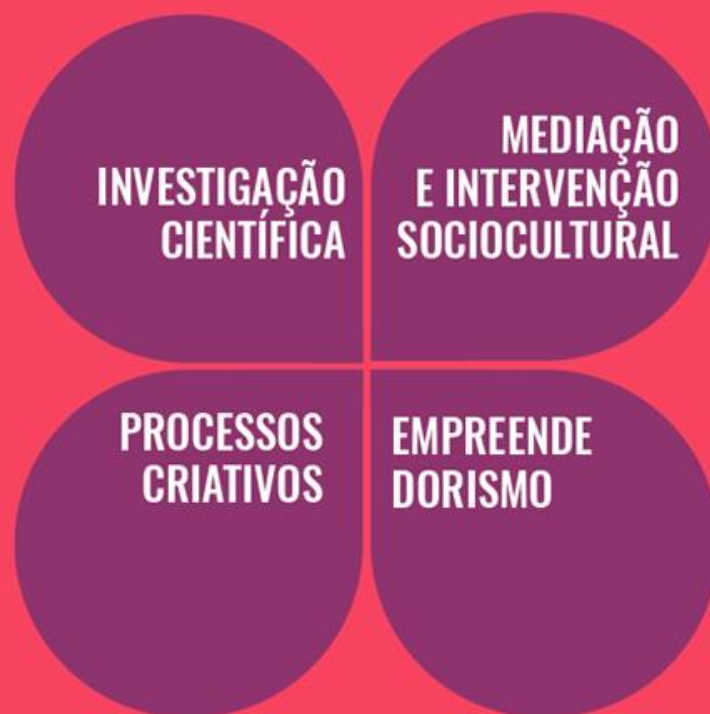 INVESTIGAÇÃO
CIENTÍFICA
MEDIAÇÃO
E INTERVENÇÃO
SOCIOCULTURAL
PROCESSOS
CRIATIVOS
EMPREENDE
DORISMO